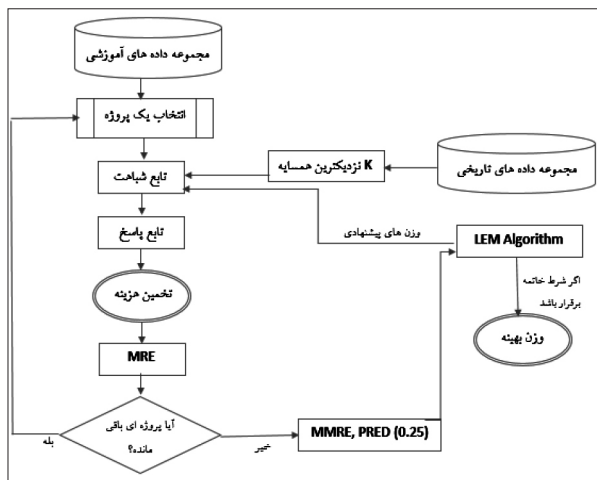 مجموعه داده های آموزشی
انتخاب یک پروژه
K نزدیکترین همسایه
مجموعه داده های تاریخی
تابع شباهت
تابع پاسخ
وزن های پیشنهادی
LEM Algorithm
تخمین هزینه
اگر شرط خاتمه
برقرار باشد
وزن بهینه
MRE
آیا پروژه ای باقی
مانده؟
بله
خیر
MMRE, PRED (0.25)